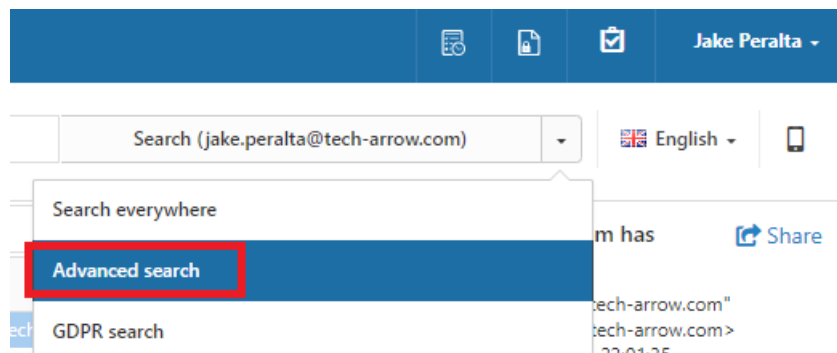 Jake Peralta
Search (jake.peralta@tech-arrow.com)
English
Search everywhere
m has
Share
Advanced search
tech-arrow.com"
ech
GDPR search
tech-arrow.com>